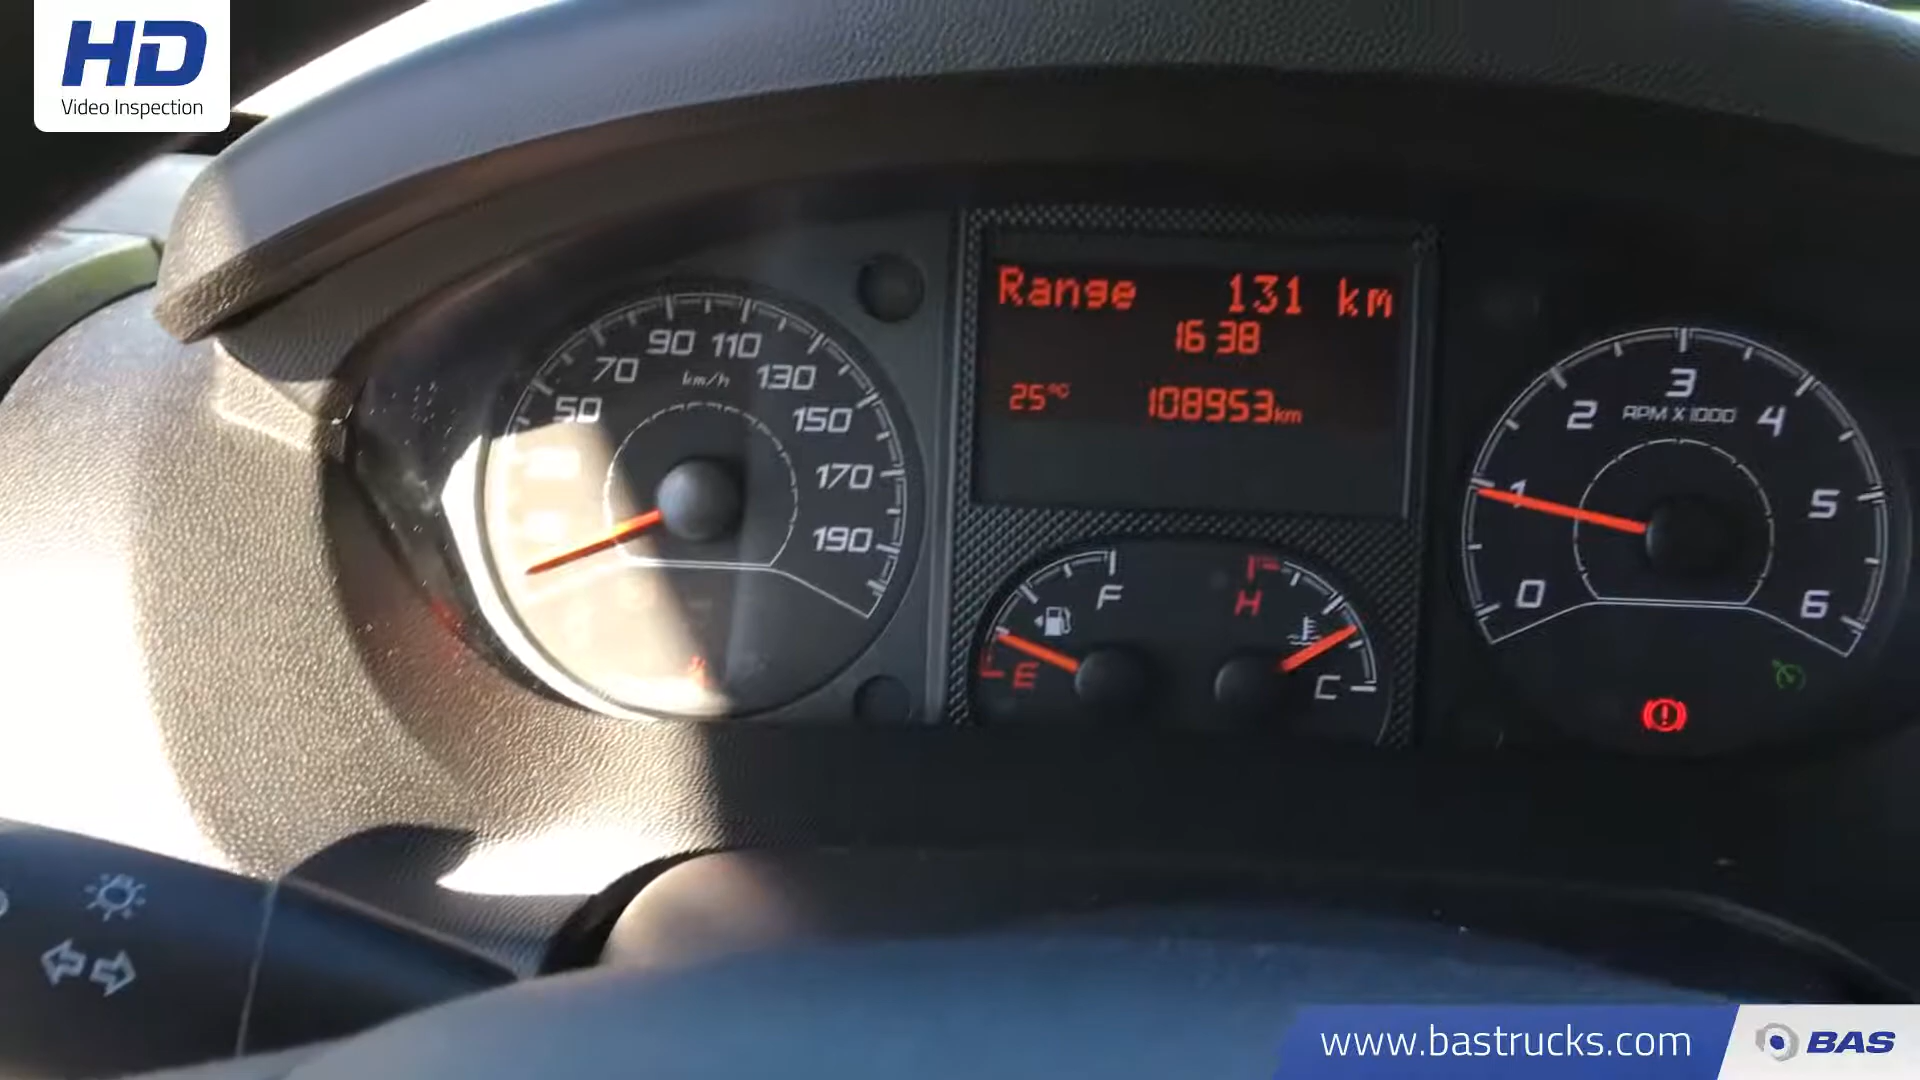 HD
Video Inspection
Range 131 km
16 38
25°C 108953km
50 70 90 110 130 150 170 190
km/h
0 1 2 3 4 5 6
RPM X 1000
E F
H C
www.bastrucks.com
BAS